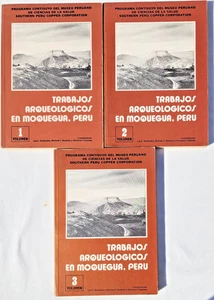 PROGRAMA CONTISUYO DEL MUSEO PERUANO
DE CIENCIAS DE LA SALUD
SOUTHERN PERU COPPER CORPORATION
TRABAJOS
ARQUEOLOGICOS
EN MOQUEGUA, PERU
1
VOLUMEN
PROGRAMA CONTISUYO DEL MUSEO PERUANO
DE CIENCIAS DE LA SALUD
SOUTHERN PERU COPPER CORPORATION
TRABAJOS
ARQUEOLOGICOS
EN MOQUEGUA, PERU
2
VOLUMEN
PROGRAMA CONTISUYO DEL MUSEO PERUANO
DE CIENCIAS DE LA SALUD
SOUTHERN PERU COPPER CORPORATION
TRABAJOS
ARQUEOLOGICOS
EN MOQUEGUA, PERU
3
VOLUMEN